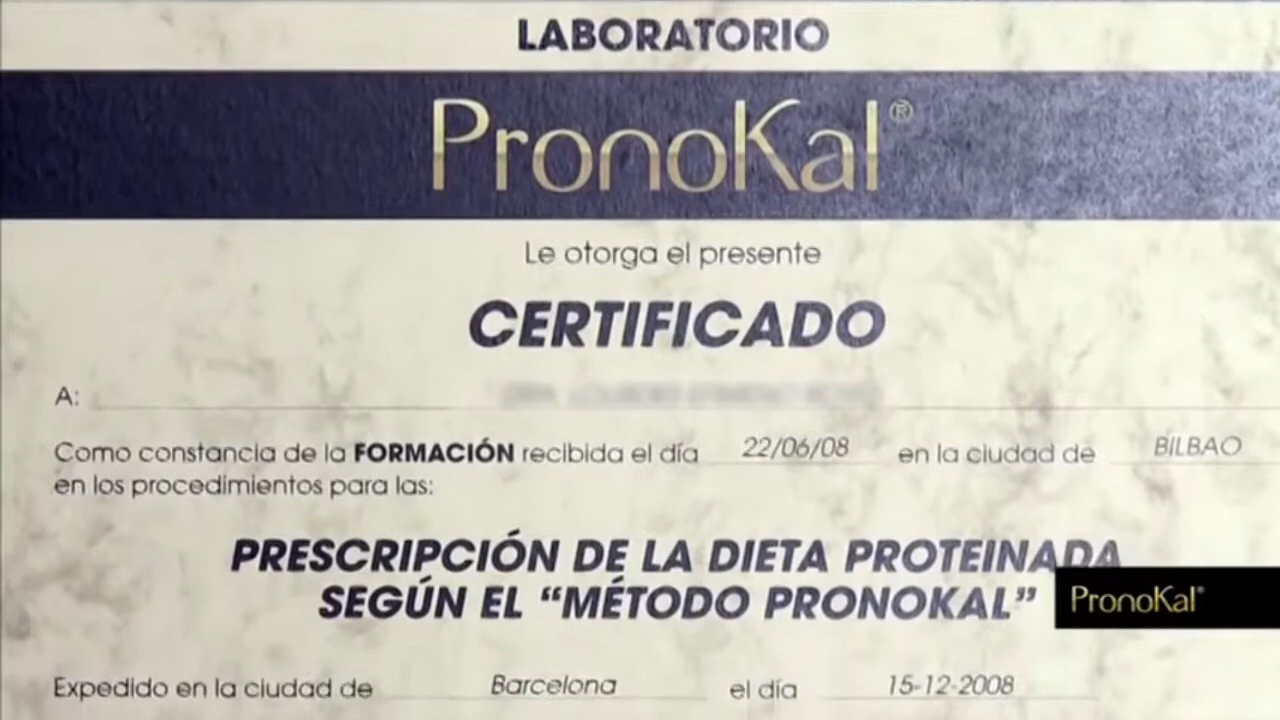 LABORATORIO
PronoKal®
Le otorga el presente
CERTIFICADO
A:
Como constancia de la FORMACIÓN recibida el día 22/06/08 en la ciudad de BILBAO
en los procedimientos para las:
PRESCRIPCIÓN DE LA DIETA PROTEINADA
SEGÚN EL “MÉTODO PRONOKAL”
PronoKal®
Expedido en la ciudad de Barcelona el día 15-12-2008